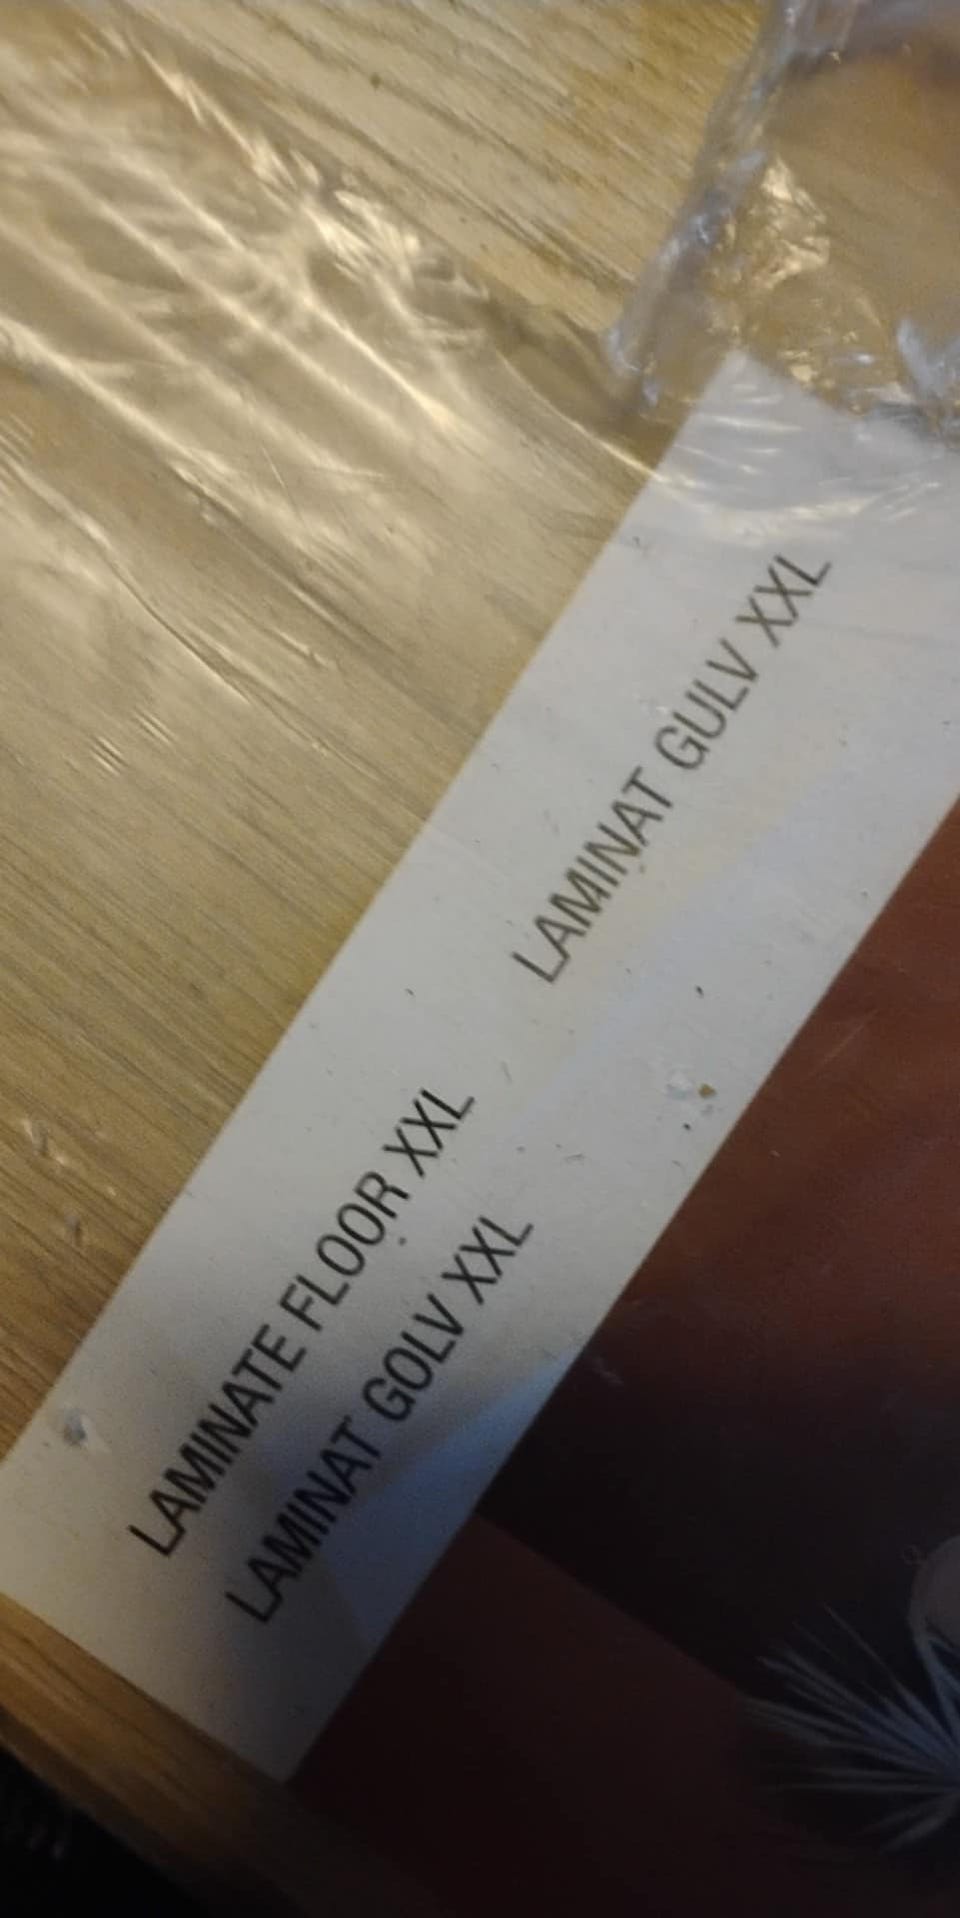 LAMINATE FLOOR XXL
LAMINAT GOLV XXL
LAMINAT GULV XXL